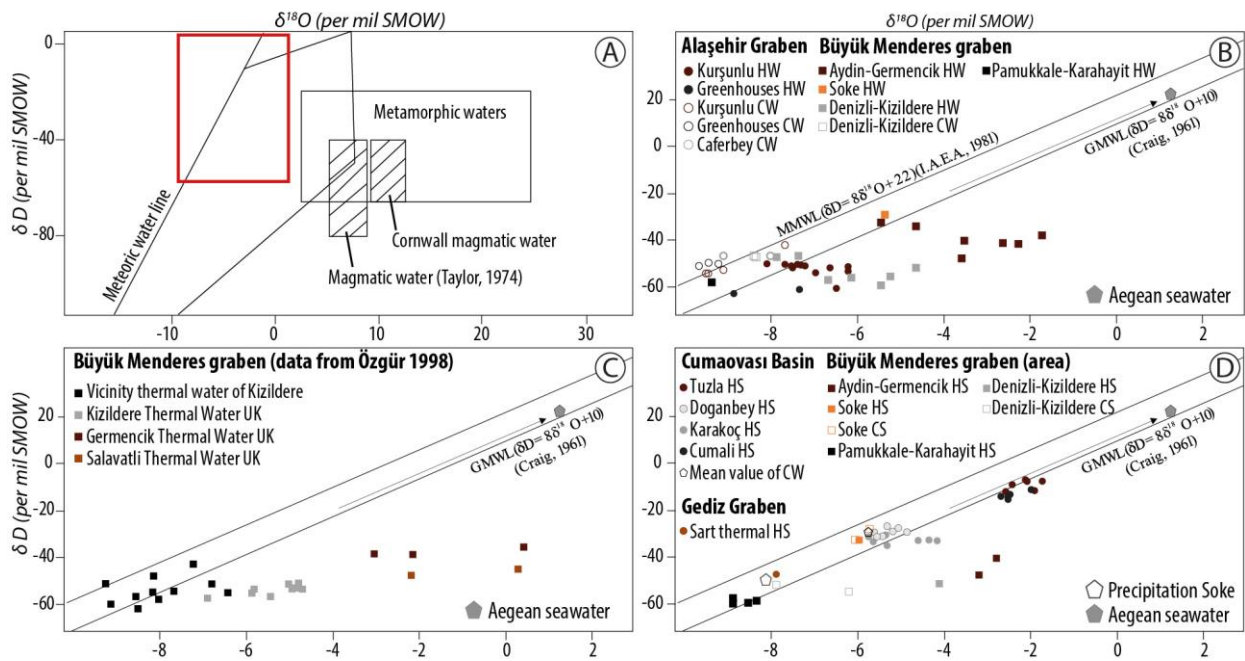 δ¹⁸O (per mil SMOW)
δ¹⁸O (per mil SMOW)
A
0
-40
-80
δ D (per mil SMOW)
Meteoric water line
Metamorphic waters
Cornwall magmatic water
Magmatic water (Taylor, 1974)
-10
0
10
20
30
B
Alaşehir Graben
Kurşunlu HW
Greenhouses HW
Kurşunlu CW
Greenhouses CW
Caferbey CW
Büyük Menderes graben
Aydin-Germencik HW
Soke HW
Denizli-Kizildere HW
Denizli-Kizildere CW
Pamukkale-Karahayit HW
MMWL(δD= 8δ¹⁸ O+ 22)(I.A.E.A., 1981)
GMWL(δD= 8δ¹⁸ O+10)
(Craig, 1961)
Aegean seawater
20
0
-20
-40
-60
-8
-6
-4
-2
0
2
C
Büyük Menderes graben (data from Özgür 1998)
Vicinity thermal water of Kizildere
Kizildere Thermal Water UK
Germencik Thermal Water UK
Salavatli Thermal Water UK
GMWL(δD= 8δ¹⁸ O+10)
(Craig, 1961)
Aegean seawater
δ D (per mil SMOW)
20
0
-20
-40
-60
-8
-6
-4
-2
0
2
D
Cumaovası Basin
Tuzla HS
Doganbey HS
Karakoç HS
Cumali HS
Mean value of CW
Gediz Graben
Sart thermal HS
Büyük Menderes graben (area)
Aydin-Germencik HS
Soke HS
Soke CS
Pamukkale-Karahayit HS
Denizli-Kizildere HS
Denizli-Kizildere CS
GMWL(δD= 8δ¹⁸ O+10)
(Craig, 1961)
Precipitation Soke
Aegean seawater
20
0
-20
-40
-60
-8
-6
-4
-2
0
2